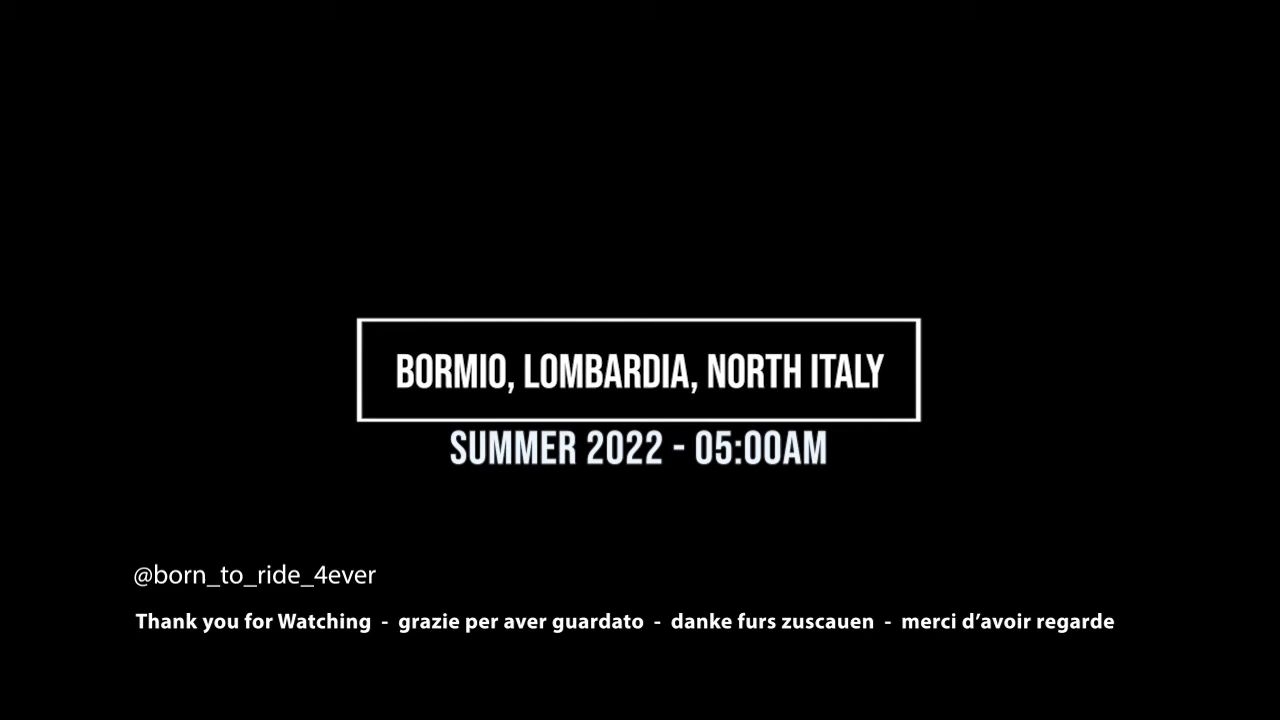 BORMIO, LOMBARDIA, NORTH ITALY
SUMMER 2022 - 05:00AM
@born_to_ride_4ever
Thank you for Watching - grazie per aver guardato - danke furs zuscauen - merci d’avoir regarde